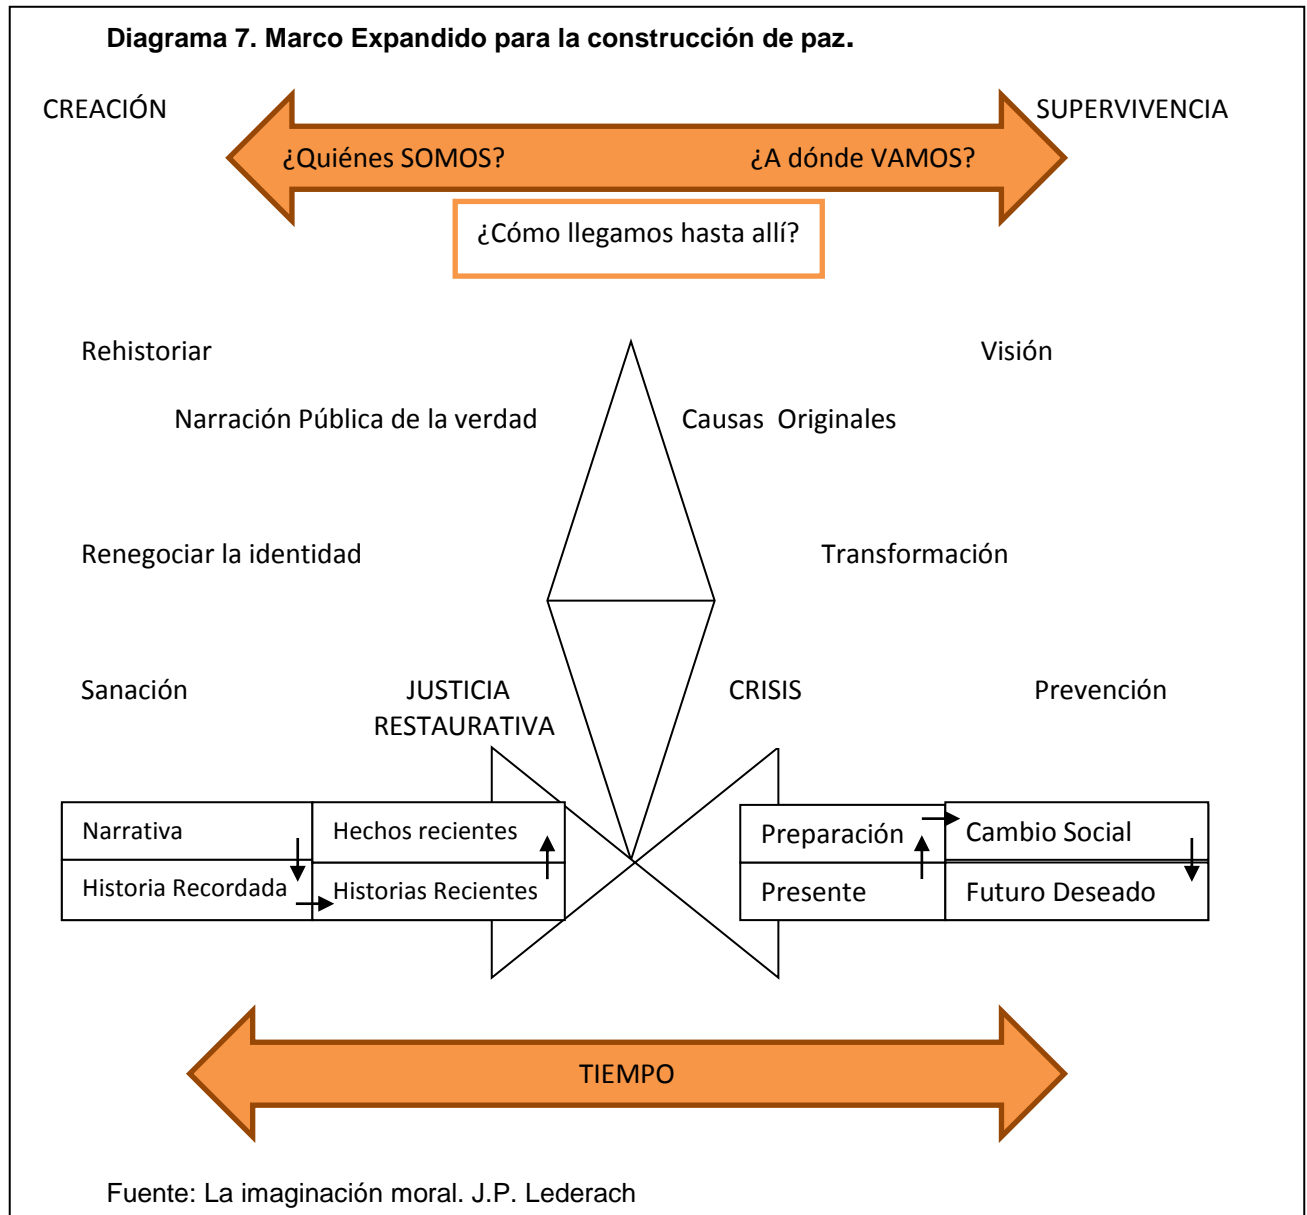 Diagrama 7. Marco Expandido para la construcción de paz.
CREACIÓN
SUPERVIVENCIA
¿Quiénes SOMOS?
¿A dónde VAMOS?
¿Cómo llegamos hasta allí?
Rehistoriar
Visión
Narración Pública de la verdad
Causas Originales
Renegociar la identidad
Transformación
Sanación
JUSTICIA
RESTAURATIVA
CRISIS
Prevención
Narrativa
Hechos recientes
Historia Recordada
Historias Recientes
Preparación
Cambio Social
Presente
Futuro Deseado
TIEMPO
Fuente: La imaginación moral. J.P. Lederach